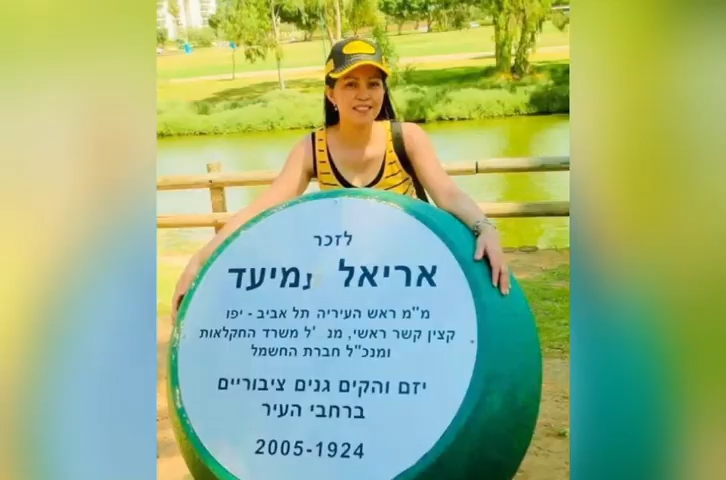 לזכר
אריאל עמיעד
מ"מ ראש העיריה תל אביב - יפו
קצין קשר ראשי, מנ 'ל משרד החקלאות
ומנכ"ל חברת החשמל
יזם והקים גנים ציבוריים
ברחבי העיר
2005-1924